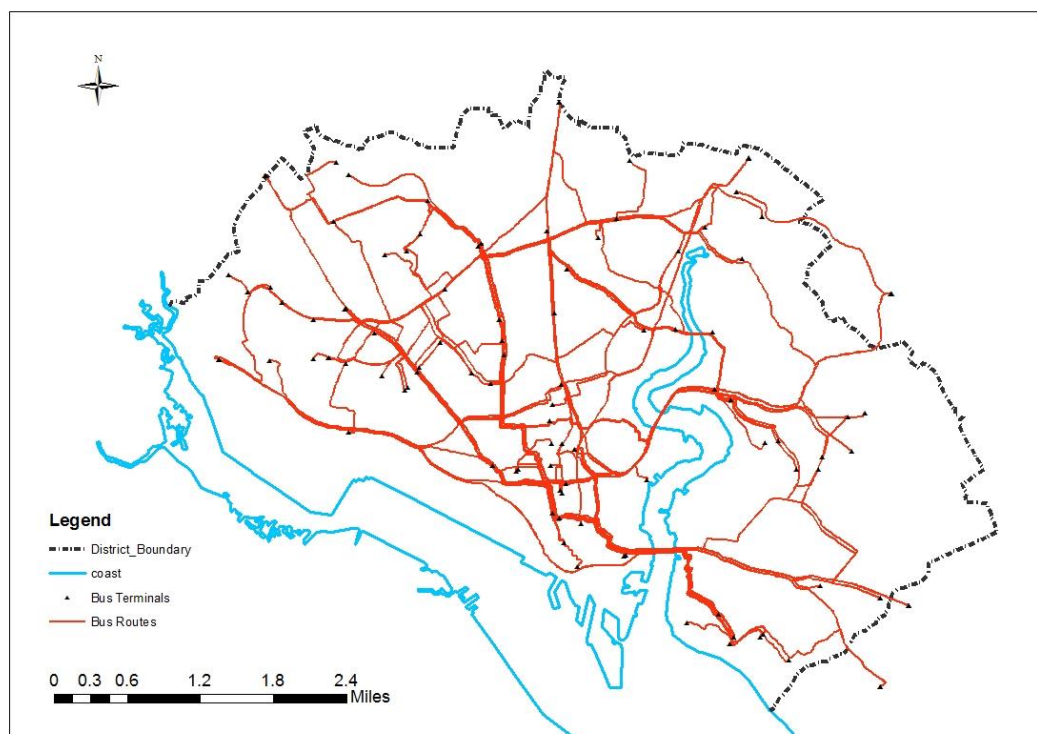 N
Legend
District_Boundary
coast
Bus Terminals
Bus Routes
0 0.3 0.6 1.2 1.8 2.4
Miles